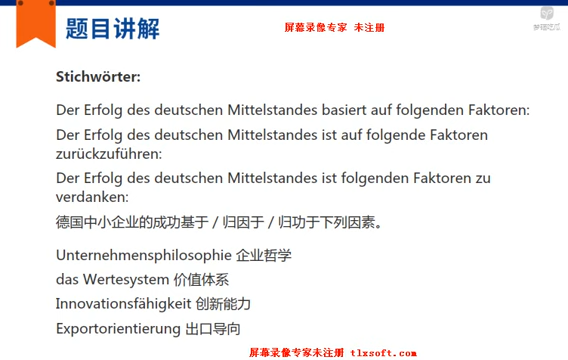 题目讲解
屏幕录像专家 未注册
Stichwörter:
Der Erfolg des deutschen Mittelstandes basiert auf folgenden Faktoren:
Der Erfolg des deutschen Mittelstandes ist auf folgende Faktoren
zurückzuführen:
Der Erfolg des deutschen Mittelstandes ist folgenden Faktoren zu
verdanken:
德国中小企业的成功基于 / 归因于 / 归功于下列因素。
Unternehmensphilosophie 企业哲学
das Wertesystem 价值体系
Innovationsfähigkeit 创新能力
Exportorientierung 出口导向
屏幕录像专家未注册 tlxsoft.com